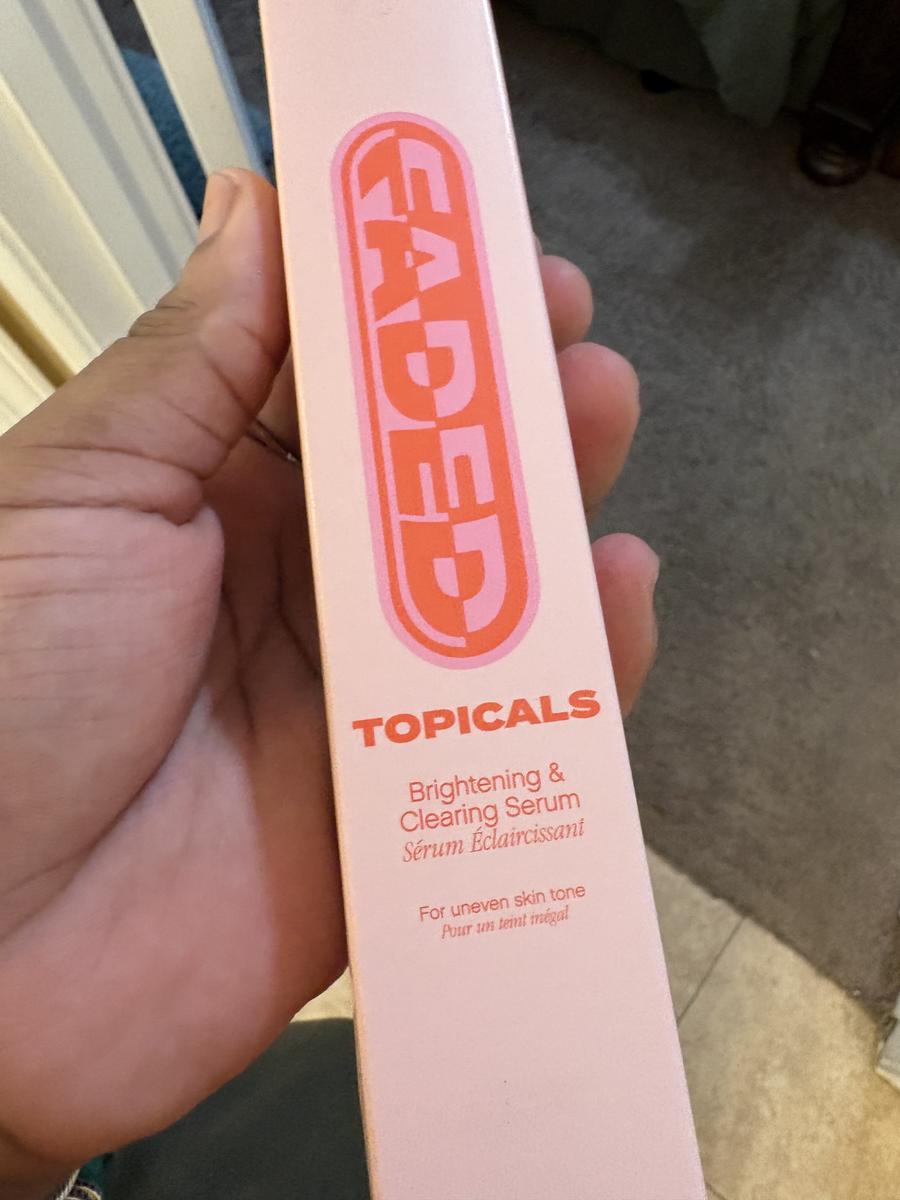 FADED
TOPICALS
Brightening &
Clearing Serum
Sérum Éclaircissant
For uneven skin tone
Pour un teint inégal